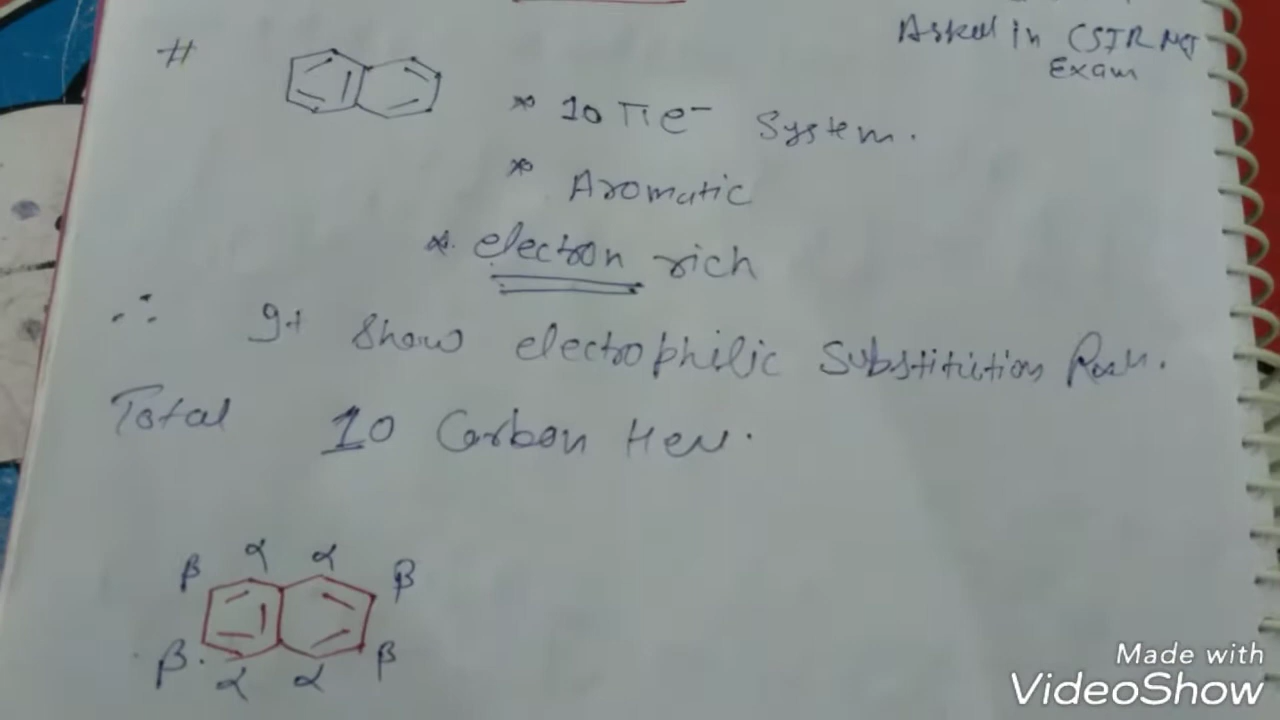 Asked in CSIR NET
Exam
#
* 10 πe⁻ System.
* Aromatic
* electron rich
∴ It show electrophilic Substitution Rxn.
Total 10 Carbon Here.
β α α β
β α α β
Made with
VideoShow